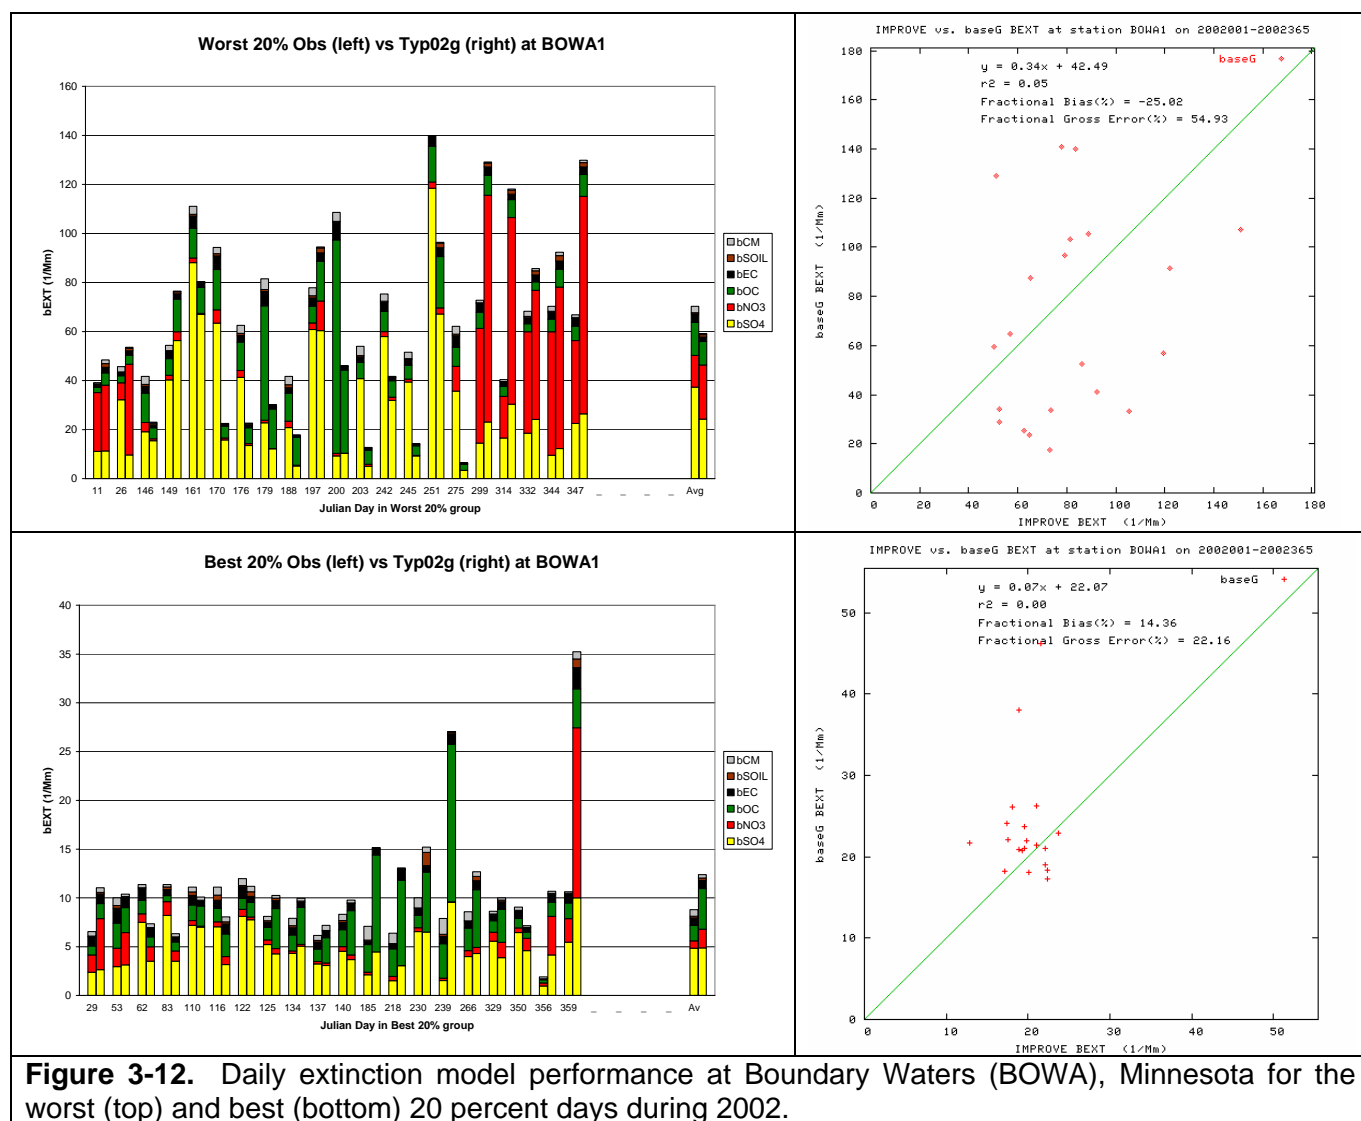 Worst 20% Obs (left) vs Typ02g (right) at BOWA1
bEXT (1/Mm)
160
140
120
100
80
60
40
20
0
11 26 146 149 161 170 176 179 188 197 200 203 242 245 251 275 299 314 332 344 347 _ _ _ _ Avg
Julian Day in Worst 20% group
bCM
bSOIL
bEC
bOC
bNO3
bSO4
IMPROVE vs. baseG BEXT at station BOWA1 on 2002001-2002365
baseG
y = 0.34x + 42.49
r2 = 0.05
Fractional Bias(%) = -25.02
Fractional Gross Error(%) = 54.93
baseG BEXT (1/Mm)
180
160
140
120
100
80
60
40
20
0
0 20 40 60 80 100 120 140 160 180
IMPROVE BEXT (1/Mm)
Best 20% Obs (left) vs Typ02g (right) at BOWA1
bEXT (1/Mm)
40
35
30
25
20
15
10
5
0
29 53 62 83 110 116 122 125 134 137 140 185 218 230 239 266 329 350 356 359 _ _ _ _ Av
Julian Day in Best 20% group
bCM
bSOIL
bEC
bOC
bNO3
bSO4
IMPROVE vs. baseG BEXT at station BOWA1 on 2002001-2002365
baseG
y = 0.07x + 22.07
r2 = 0.00
Fractional Bias(%) = 14.36
Fractional Gross Error(%) = 22.16
baseG BEXT (1/Mm)
50
40
30
20
10
0
0 10 20 30 40 50
IMPROVE BEXT (1/Mm)
Figure 3-12. Daily extinction model performance at Boundary Waters (BOWA), Minnesota for the
worst (top) and best (bottom) 20 percent days during 2002.